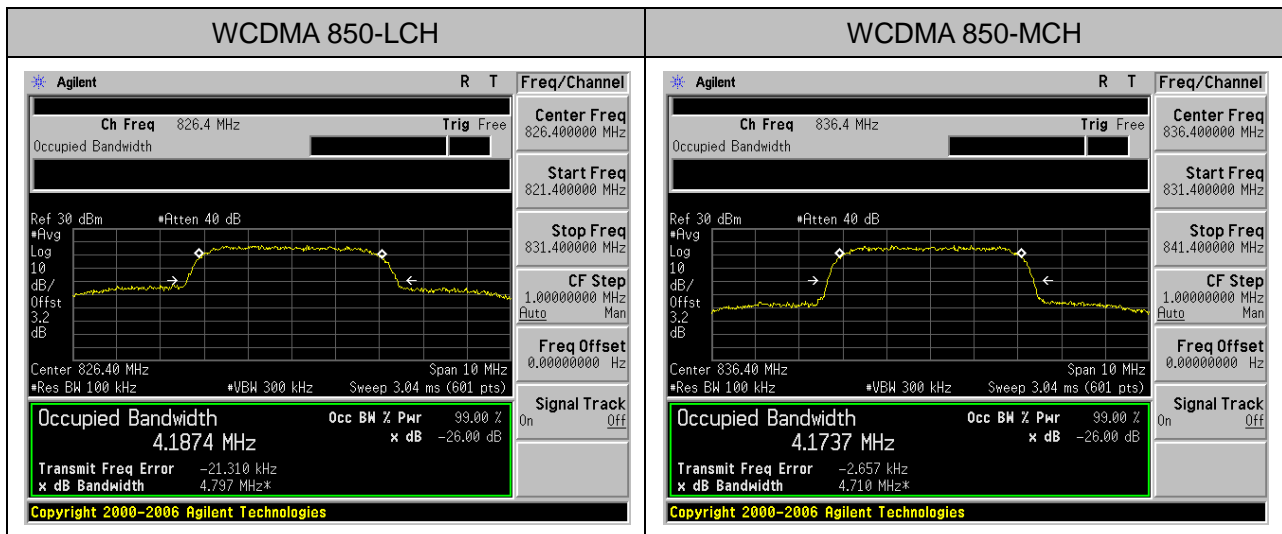 WCDMA 850-LCH
Agilent R T
Ch Freq 826.4 MHz Trig Free
Occupied Bandwidth
Ref 30 dBm #Atten 40 dB
#Avg
Log
10
dB/
Offst
3.2
dB
Center 826.40 MHz Span 10 MHz
#Res BW 100 kHz #VBW 300 kHz Sweep 3.04 ms (601 pts)
Occupied Bandwidth Occ BW % Pwr 99.00 %
4.1874 MHz x dB -26.00 dB
Transmit Freq Error -21.310 kHz
x dB Bandwidth 4.797 MHz*
Copyright 2000-2006 Agilent Technologies
Freq/Channel
Center Freq
826.400000 MHz
Start Freq
821.400000 MHz
Stop Freq
831.400000 MHz
CF Step
1.00000000 MHz
Auto Man
Freq Offset
0.00000000 Hz
Signal Track
On Off
WCDMA 850-MCH
Agilent R T
Ch Freq 836.4 MHz Trig Free
Occupied Bandwidth
Ref 30 dBm #Atten 40 dB
#Avg
Log
10
dB/
Offst
3.2
dB
Center 836.40 MHz Span 10 MHz
#Res BW 100 kHz #VBW 300 kHz Sweep 3.04 ms (601 pts)
Occupied Bandwidth Occ BW % Pwr 99.00 %
4.1737 MHz x dB -26.00 dB
Transmit Freq Error -2.657 kHz
x dB Bandwidth 4.710 MHz*
Copyright 2000-2006 Agilent Technologies
Freq/Channel
Center Freq
836.400000 MHz
Start Freq
831.400000 MHz
Stop Freq
841.400000 MHz
CF Step
1.00000000 MHz
Auto Man
Freq Offset
0.00000000 Hz
Signal Track
On Off